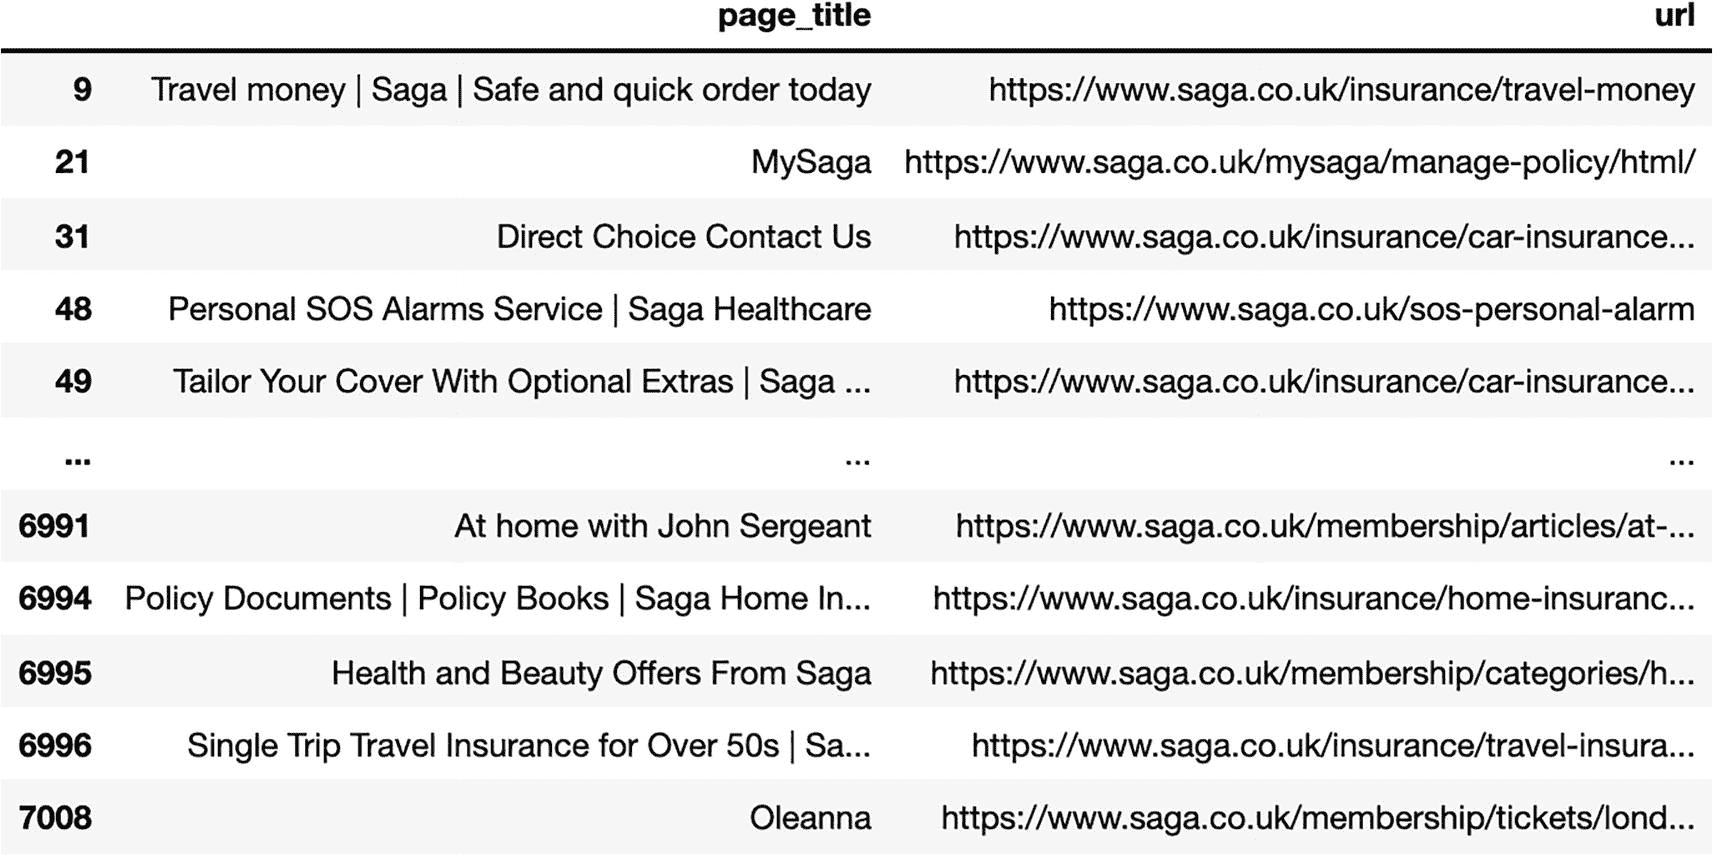 page_title url
9 Travel money | Saga | Safe and quick order today https://www.saga.co.uk/insurance/travel-money
21 MySaga https://www.saga.co.uk/mysaga/manage-policy/html/
31 Direct Choice Contact Us https://www.saga.co.uk/insurance/car-insurance...
48 Personal SOS Alarms Service | Saga Healthcare https://www.saga.co.uk/sos-personal-alarm
49 Tailor Your Cover With Optional Extras | Saga ... https://www.saga.co.uk/insurance/car-insurance...
... ... ...
6991 At home with John Sergeant https://www.saga.co.uk/membership/articles/at-...
6994 Policy Documents | Policy Books | Saga Home In... https://www.saga.co.uk/insurance/home-insuranc...
6995 Health and Beauty Offers From Saga https://www.saga.co.uk/membership/categories/h...
6996 Single Trip Travel Insurance for Over 50s | Sa... https://www.saga.co.uk/insurance/travel-insura...
7008 Oleanna https://www.saga.co.uk/membership/tickets/lond...